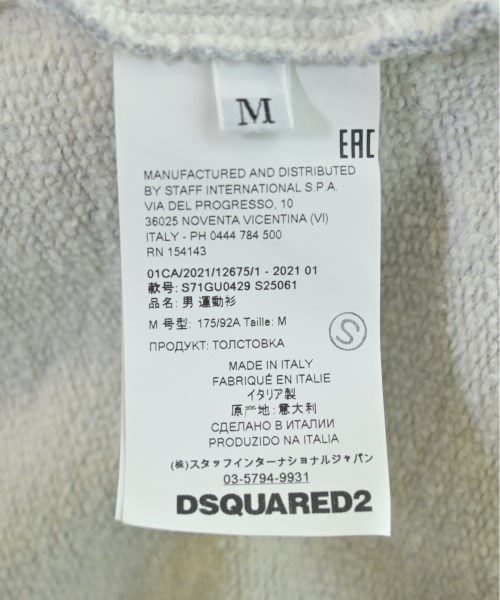 M
EAC
MANUFACTURED AND DISTRIBUTED
BY STAFF INTERNATIONAL S.P.A.
VIA DEL PROGRESSO, 10
36025 NOVENTA VICENTINA (VI)
ITALY - PH 0444 784 500
RN 154143
01CA/2021/12675/1 - 2021 01
款号: S71GU0429 S25061
品名: 男 運動衫
M 号型: 175/92A Taille: M
S
ПРОДУКТ: ТОЛСТОВКА
MADE IN ITALY
FABRIQUÉ EN ITALIE
イタリア製
原产地: 意大利
СДЕЛАНО В ИТАЛИИ
PRODUZIDO NA ITALIA
(株)スタッフインターナショナルジャパン
03-5794-9931
DSQUARED2